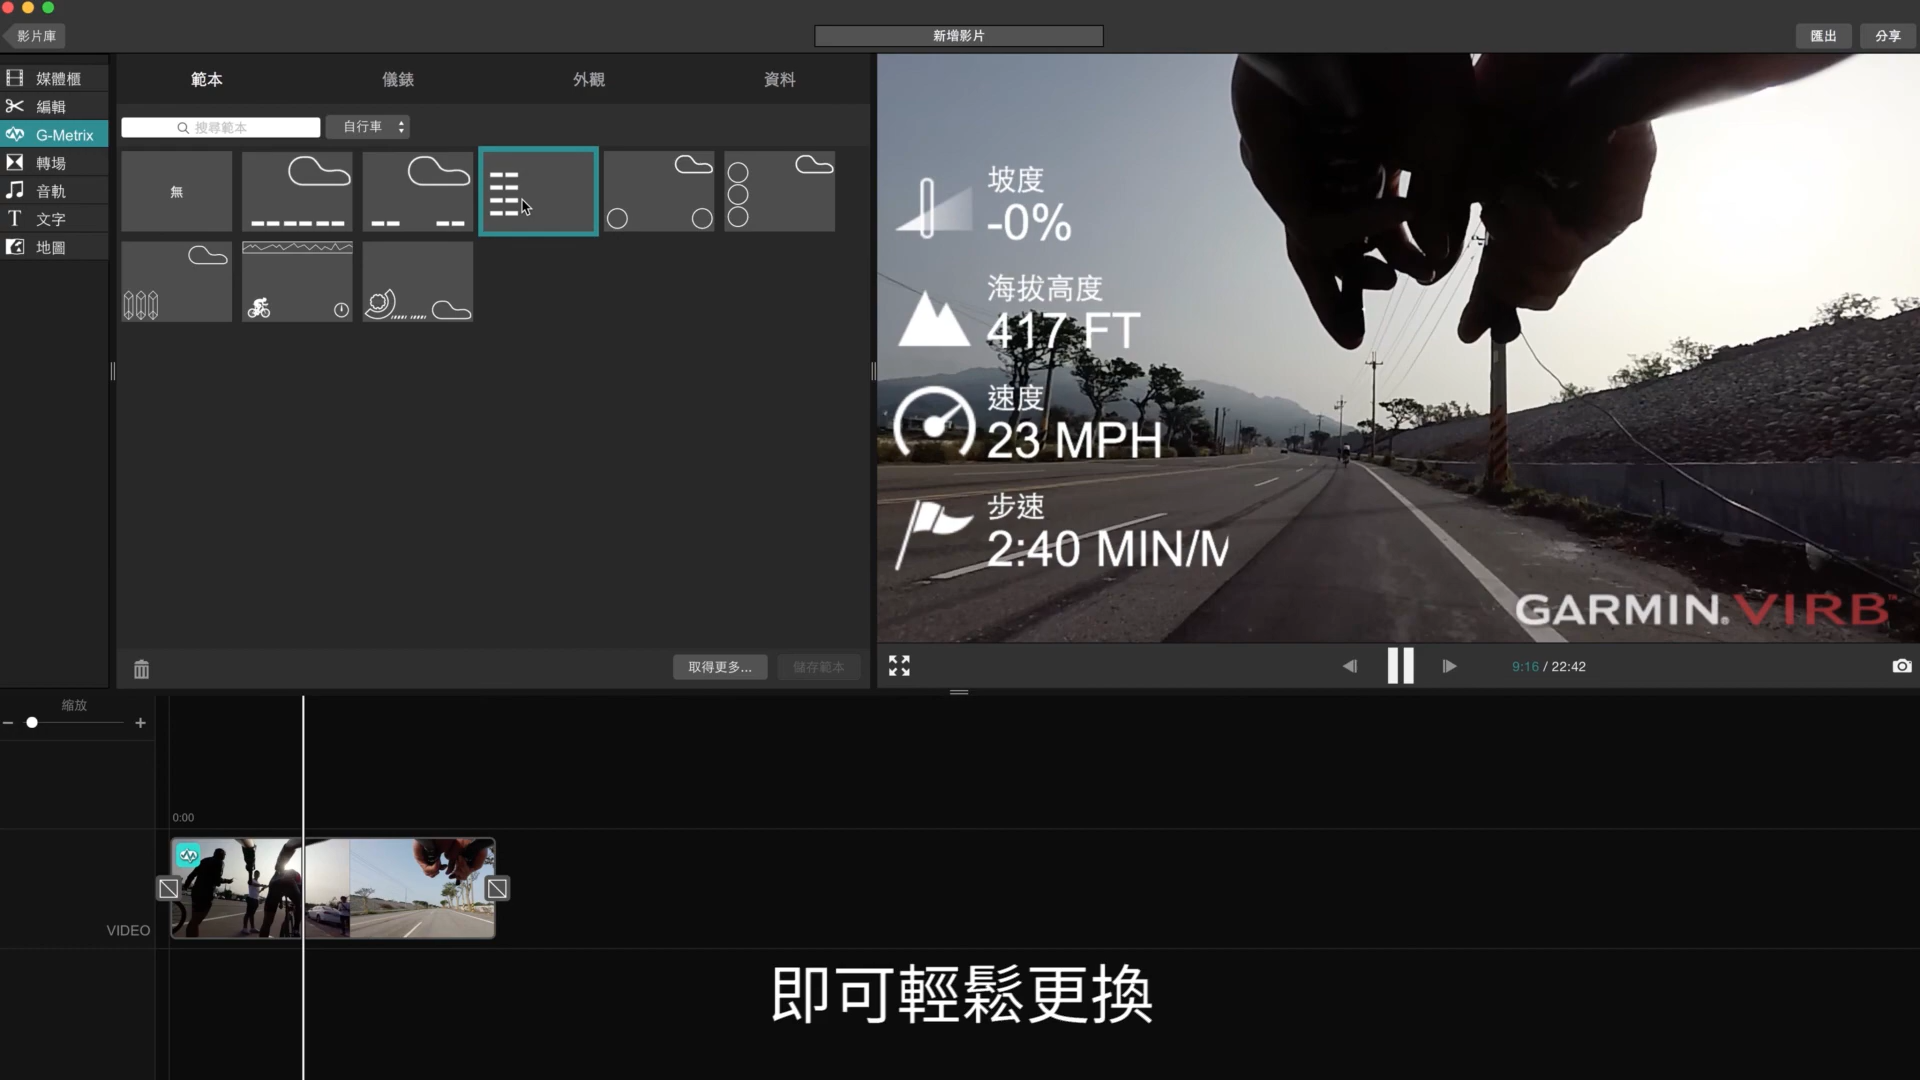 影片庫
新增影片
匯出
分享
媒體櫃
編輯
G-Metrix
轉場
音軌
文字
地圖
範本
儀錶
外觀
資料
搜尋範本
自行車
無
取得更多...
儲存範本
坡度
-0%
海拔高度
417 FT
速度
23 MPH
步速
2:40 MIN/M
GARMIN. VIRB™
9:16 / 22:42
縮放
0:00
VIDEO
即可輕鬆更換